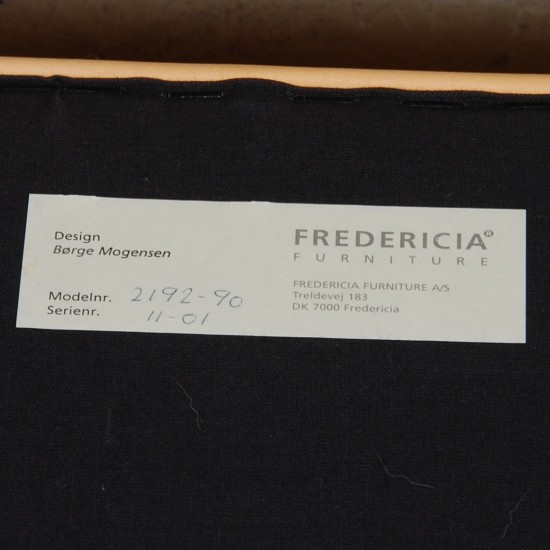 Design
Børge Mogensen
Modelnr. 2192-90
Serienr. 11-01
FREDERICIA®
FURNITURE
FREDERICIA FURNITURE A/S
Treldevej 183
DK 7000 Fredericia